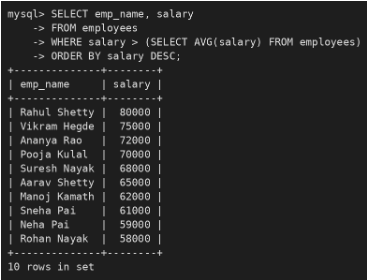 mysql> SELECT emp_name, salary
    -> FROM employees
    -> WHERE salary > (SELECT AVG(salary) FROM employees)
    -> ORDER BY salary DESC;
+--------------+--------+
| emp_name     | salary |
+--------------+--------+
| Rahul Shetty |  80000 |
| Vikram Hegde |  75000 |
| Ananya Rao   |  72000 |
| Pooja Kulal  |  70000 |
| Suresh Nayak |  68000 |
| Aarav Shetty |  65000 |
| Manoj Kamath |  62000 |
| Sneha Pai    |  61000 |
| Neha Pai     |  59000 |
| Rohan Nayak  |  58000 |
+--------------+--------+
10 rows in set